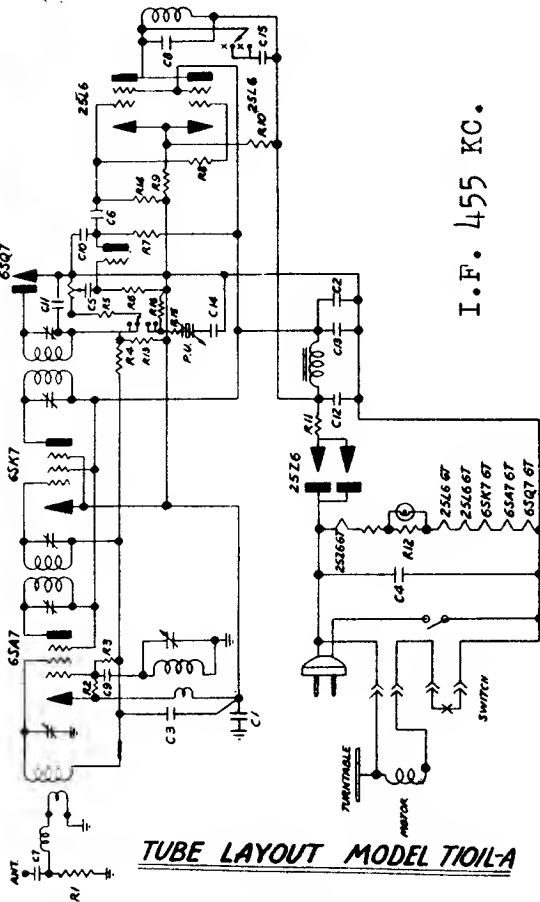 6SQ7
25L6
6SK7
6SA7
C8
C15
25L6
R10
R8
R14
R9
C6
C10
R7
C11
C5
R6
R5
R16
R15
R4
R13
P.U.
C14
R3
R2
C9
C3
C1
ANT.
C7
R1
C2
C13
C12
R11
25Z6
25Z6GT
R12
25L6 GT
25L6 GT
6SK7 GT
6SA7 GT
6SQ7 GT
C4
SWITCH
TURNTABLE
MOTOR
I.F. 455 KC.
TUBE LAYOUT MODEL T101L-A